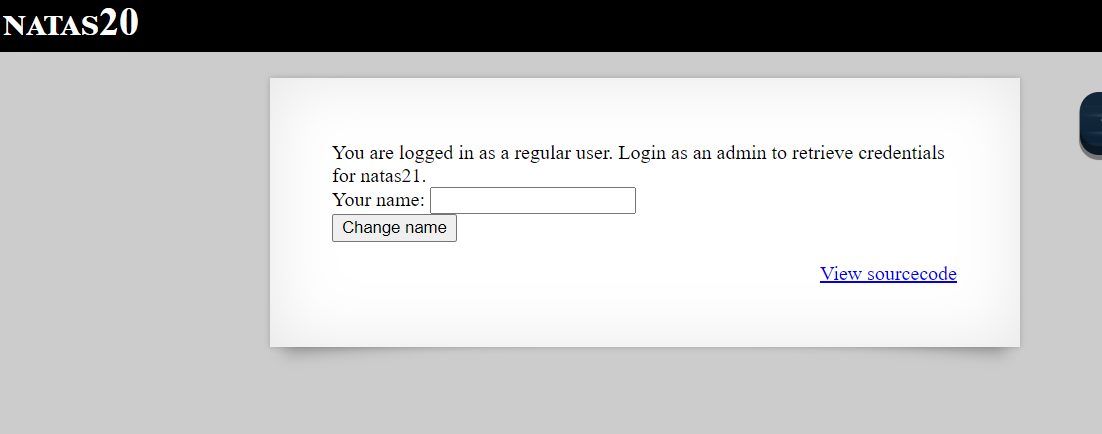 NATAS20
You are logged in as a regular user. Login as an admin to retrieve credentials
for natas21.
Your name:
Change name
View sourcecode